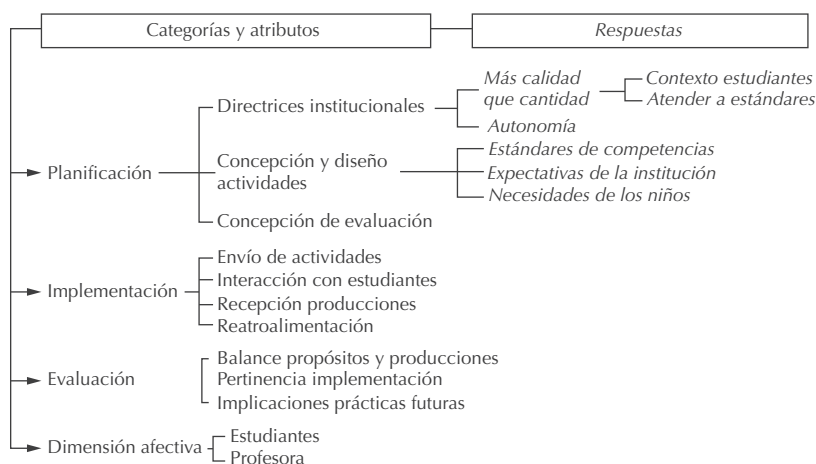 Categorías y atributos
Respuestas
Planificación
Directrices institucionales
Más calidad
que cantidad
Contexto estudiantes
Atender a estándares
Autonomía
Concepción y diseño
actividades
Estándares de competencias
Expectativas de la institución
Necesidades de los niños
Concepción de evaluación
Implementación
Envío de actividades
Interacción con estudiantes
Recepción producciones
Reatroalimentación
Evaluación
Balance propósitos y producciones
Pertinencia implementación
Implicaciones prácticas futuras
Dimensión afectiva
Estudiantes
Profesora